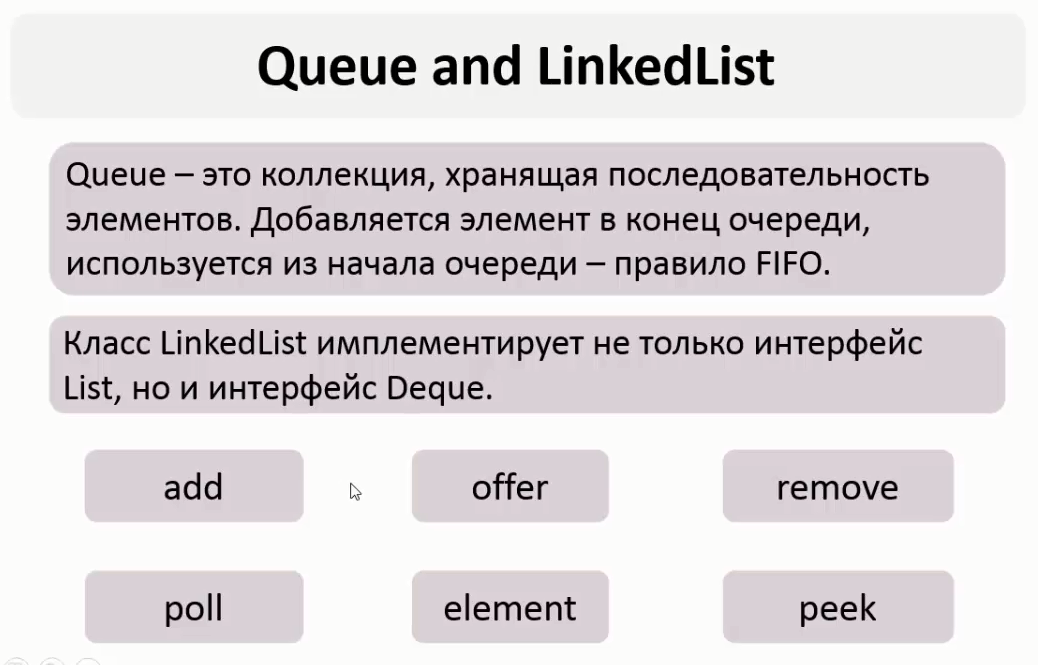 Queue and LinkedList
Queue – это коллекция, хранящая последовательность
элементов. Добавляется элемент в конец очереди,
используется из начала очереди – правило FIFO.
Класс LinkedList имплементирует не только интерфейс
List, но и интерфейс Deque.
add
offer
remove
poll
element
peek